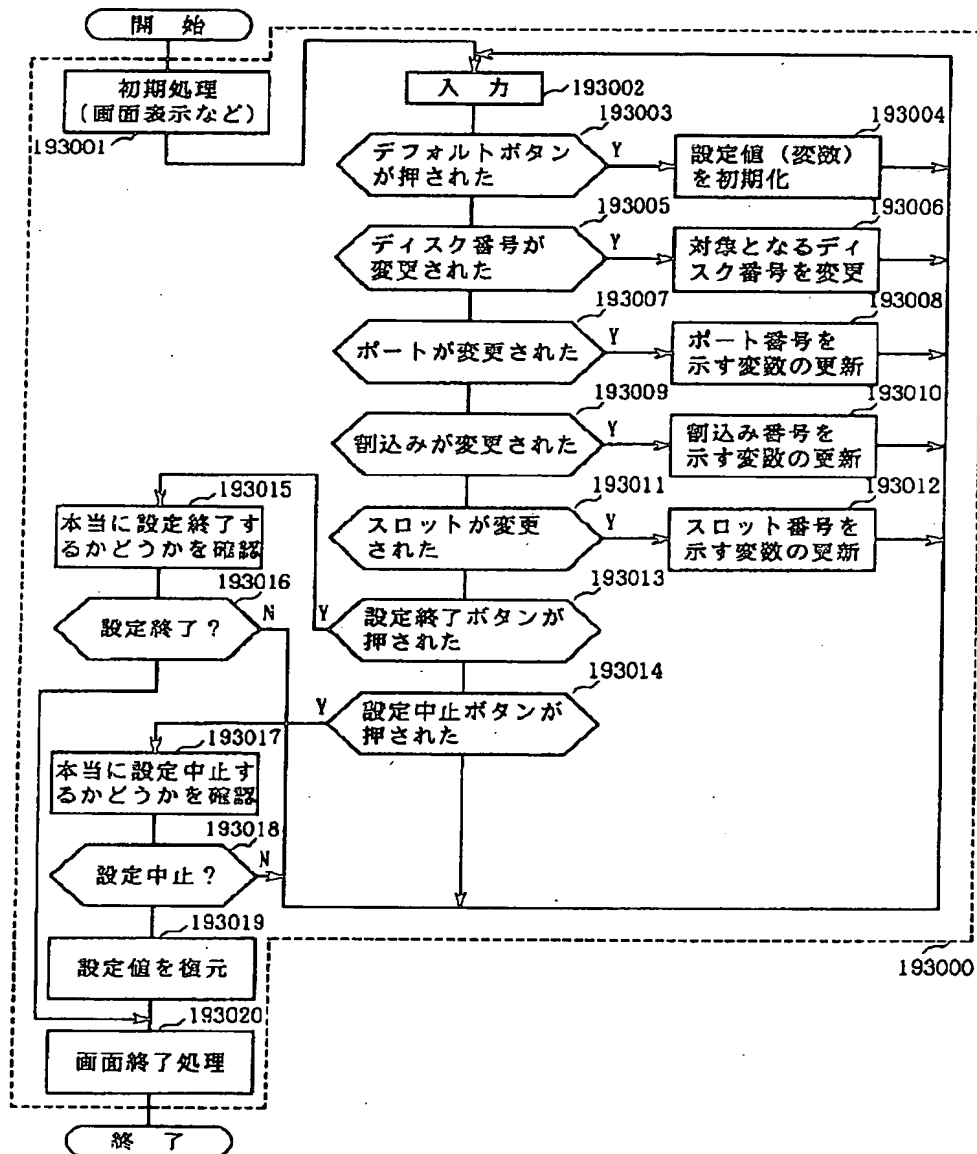 開始
初期処理
(画面表示など)
193001
入力
193002
193003
デフォルトボタン
が押された
Y
193004
設定値(変数)
を初期化
193005
ディスク番号が
変更された
Y
193006
対象となるディ
スク番号を変更
193007
ポートが変更された
Y
193008
ポート番号を
示す変数の更新
193009
割込みが変更された
Y
193010
割込み番号を
示す変数の更新
193011
スロットが変更
された
Y
193012
スロット番号を
示す変数の更新
193013
設定終了ボタンが
押された
Y
193014
設定中止ボタンが
押された
Y
193015
本当に設定終了す
るかどうかを確認
193016
設定終了?
N
193017
本当に設定中止す
るかどうかを確認
193018
設定中止?
N
193019
設定値を復元
193020
画面終了処理
終了
193000